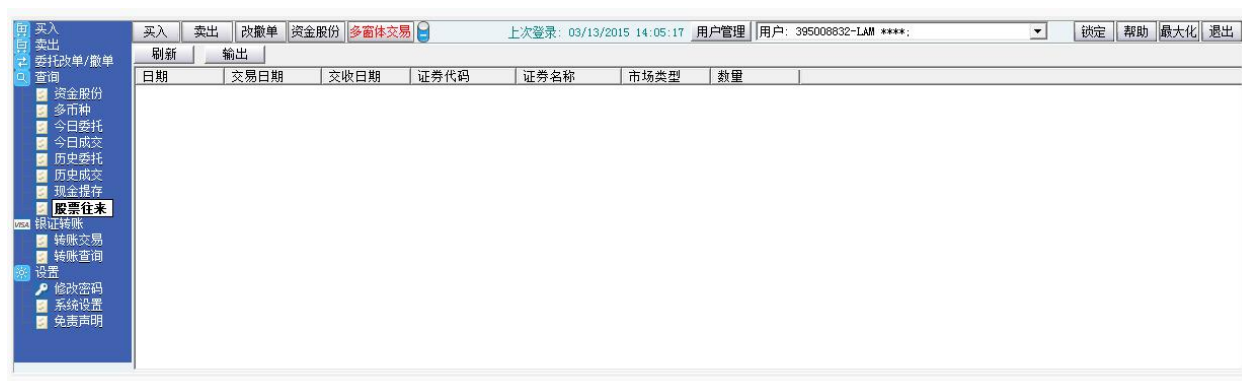 买入
卖出
委托改单/撤单
查询
资金股份
多币种
今日委托
今日成交
历史委托
历史成交
现金提存
股票往来
VISA 银证转账
转账交易
转账查询
设置
修改密码
系统设置
免责声明
买入 卖出 改撤单 资金股份 多窗体交易 上次登录: 03/13/2015 14:05:17 用户管理 用户: 395008832-LAM ****; 锁定 帮助 最大化 退出
刷新 输出
日期 交易日期 交收日期 证券代码 证券名称 市场类型 数量